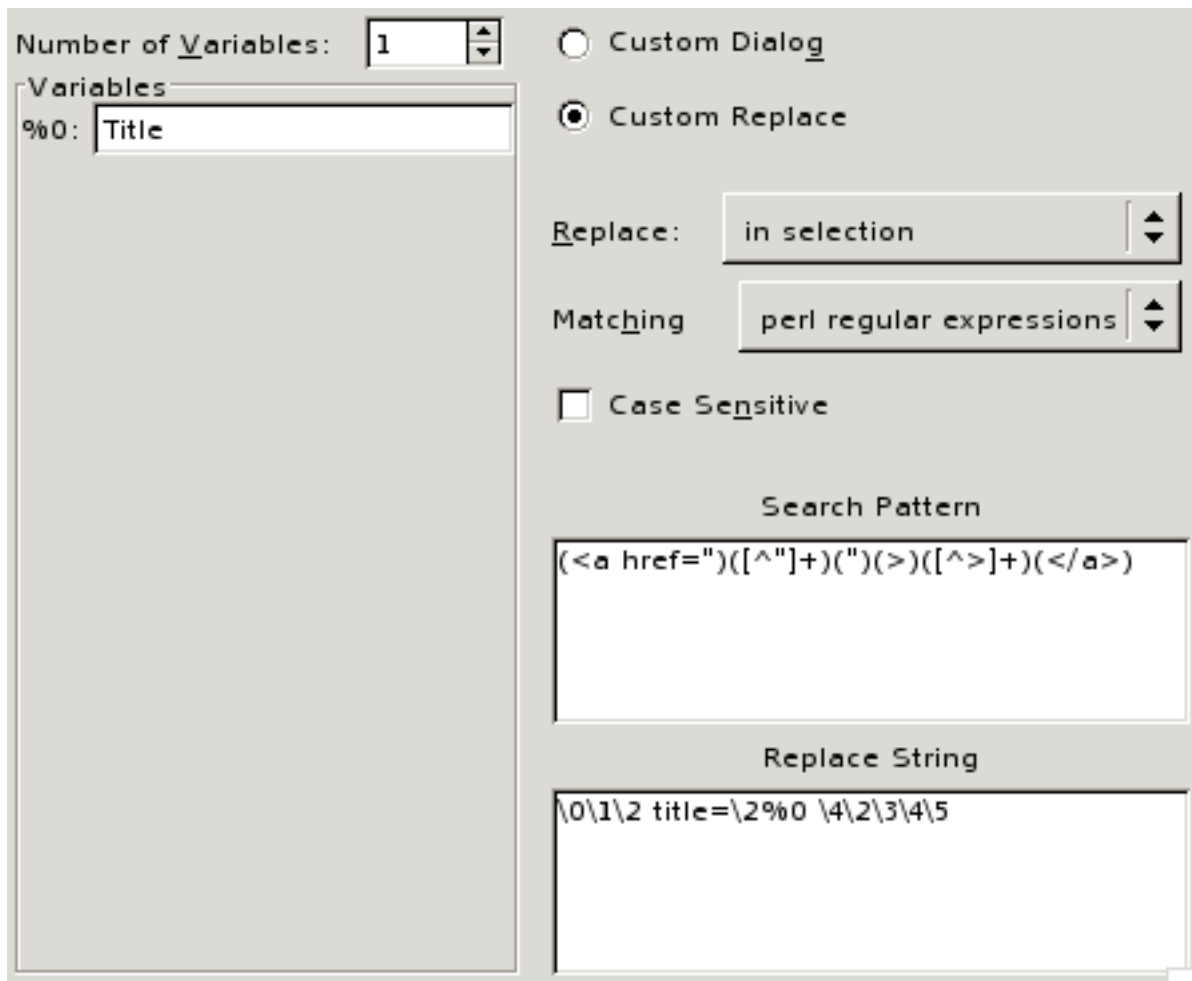 Number of Variables: 1
Variables
%0: Title
Custom Dialog
Custom Replace
Replace: in selection
Matching perl regular expressions
Case Sensitive
Search Pattern
(<a href=")([^"]+)(")(>)([^>]+)(</a>)
Replace String
\0\1\2 title=\2%0 \4\2\3\4\5